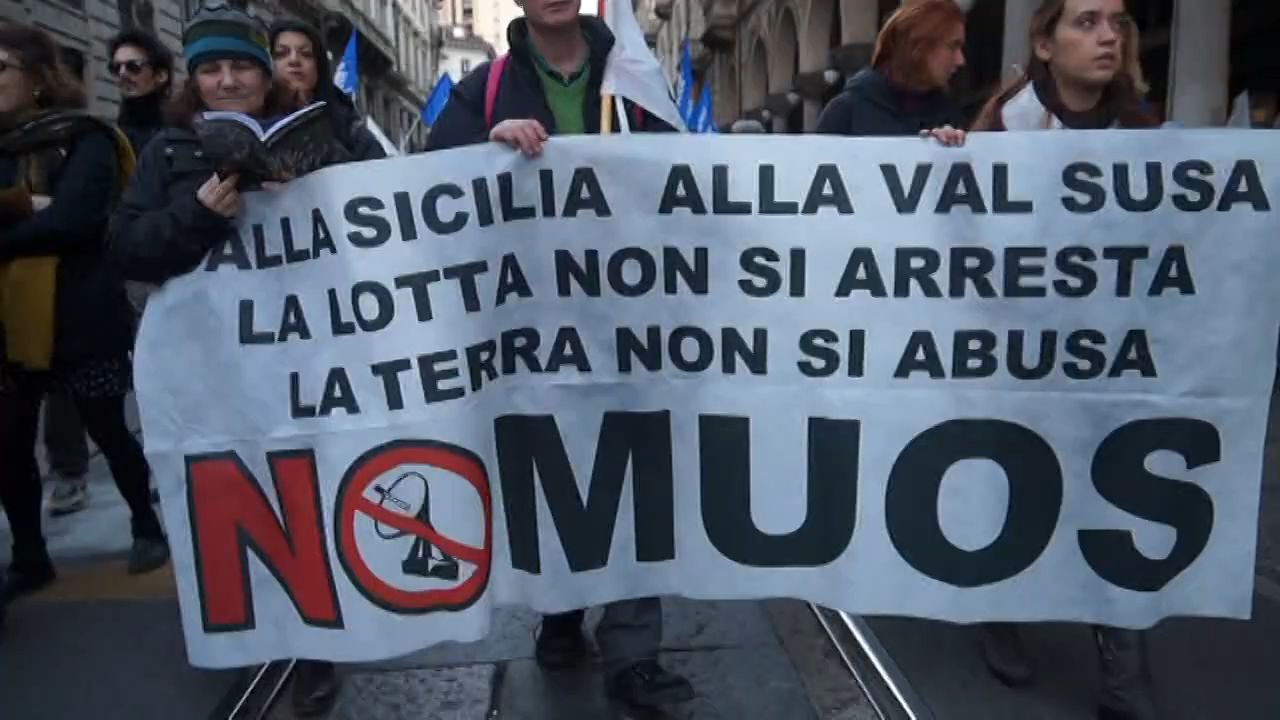 ALLA SICILIA ALLA VAL SUSA
LA LOTTA NON SI ARRESTA
LA TERRA NON SI ABUSA
NO MUOS